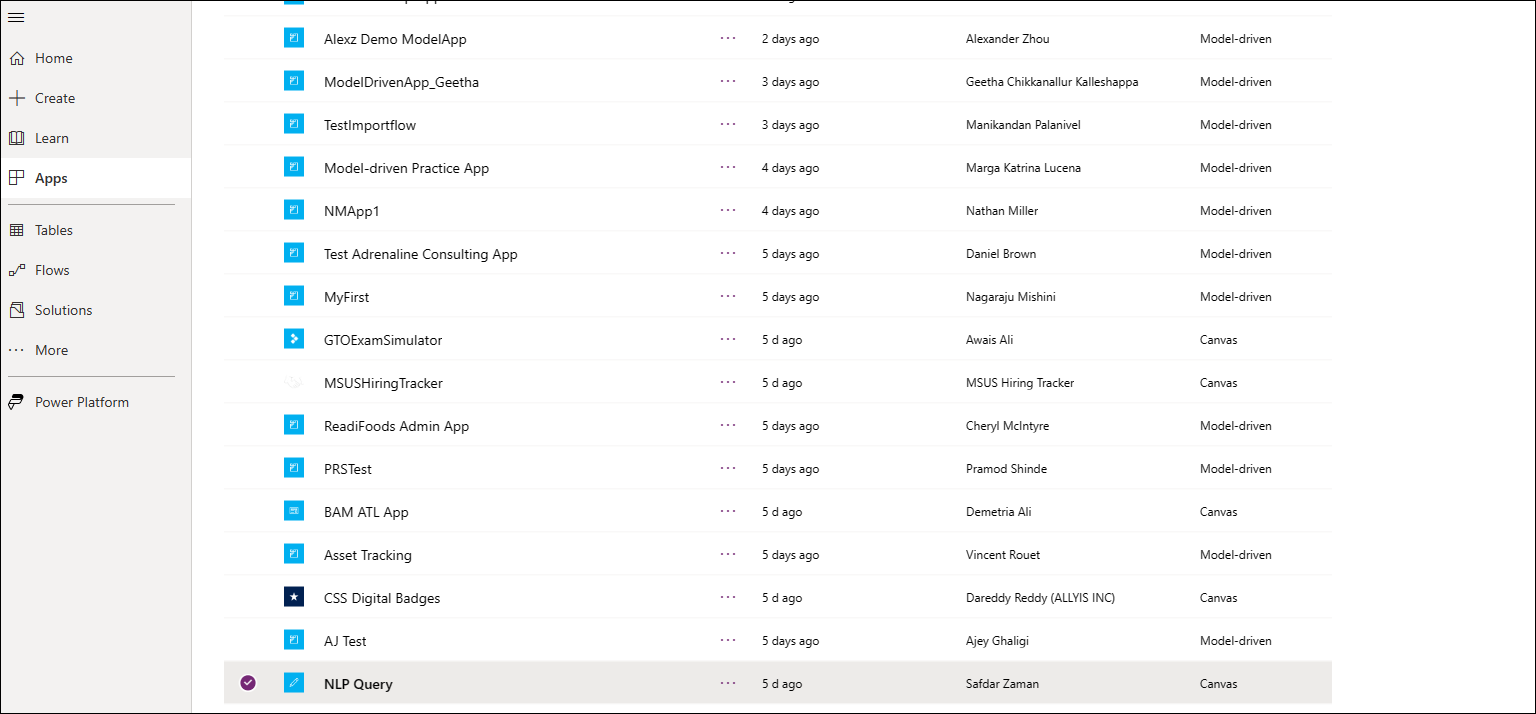 Home
Create
Learn
Apps
Tables
Flows
Solutions
More
Power Platform
Alexz Demo ModelApp ... 2 days ago Alexander Zhou Model-driven
ModelDrivenApp_Geetha ... 3 days ago Geetha Chikkanallur Kalleshappa Model-driven
TestImportflow ... 3 days ago Manikandan Palanivel Model-driven
Model-driven Practice App ... 4 days ago Marga Katrina Lucena Model-driven
NMApp1 ... 4 days ago Nathan Miller Model-driven
Test Adrenaline Consulting App ... 5 days ago Daniel Brown Model-driven
MyFirst ... 5 days ago Nagaraju Mishini Model-driven
GTOExamSimulator ... 5 d ago Awais Ali Canvas
MSUSHiringTracker ... 5 d ago MSUS Hiring Tracker Canvas
ReadiFoods Admin App ... 5 days ago Cheryl McIntyre Model-driven
PRSTest ... 5 days ago Pramod Shinde Model-driven
BAM ATL App ... 5 d ago Demetria Ali Canvas
Asset Tracking ... 5 days ago Vincent Rouet Model-driven
CSS Digital Badges ... 5 d ago Dareddy Reddy (ALLYIS INC) Canvas
AJ Test ... 5 days ago Ajey Ghaligi Model-driven
NLP Query ... 5 d ago Safdar Zaman Canvas